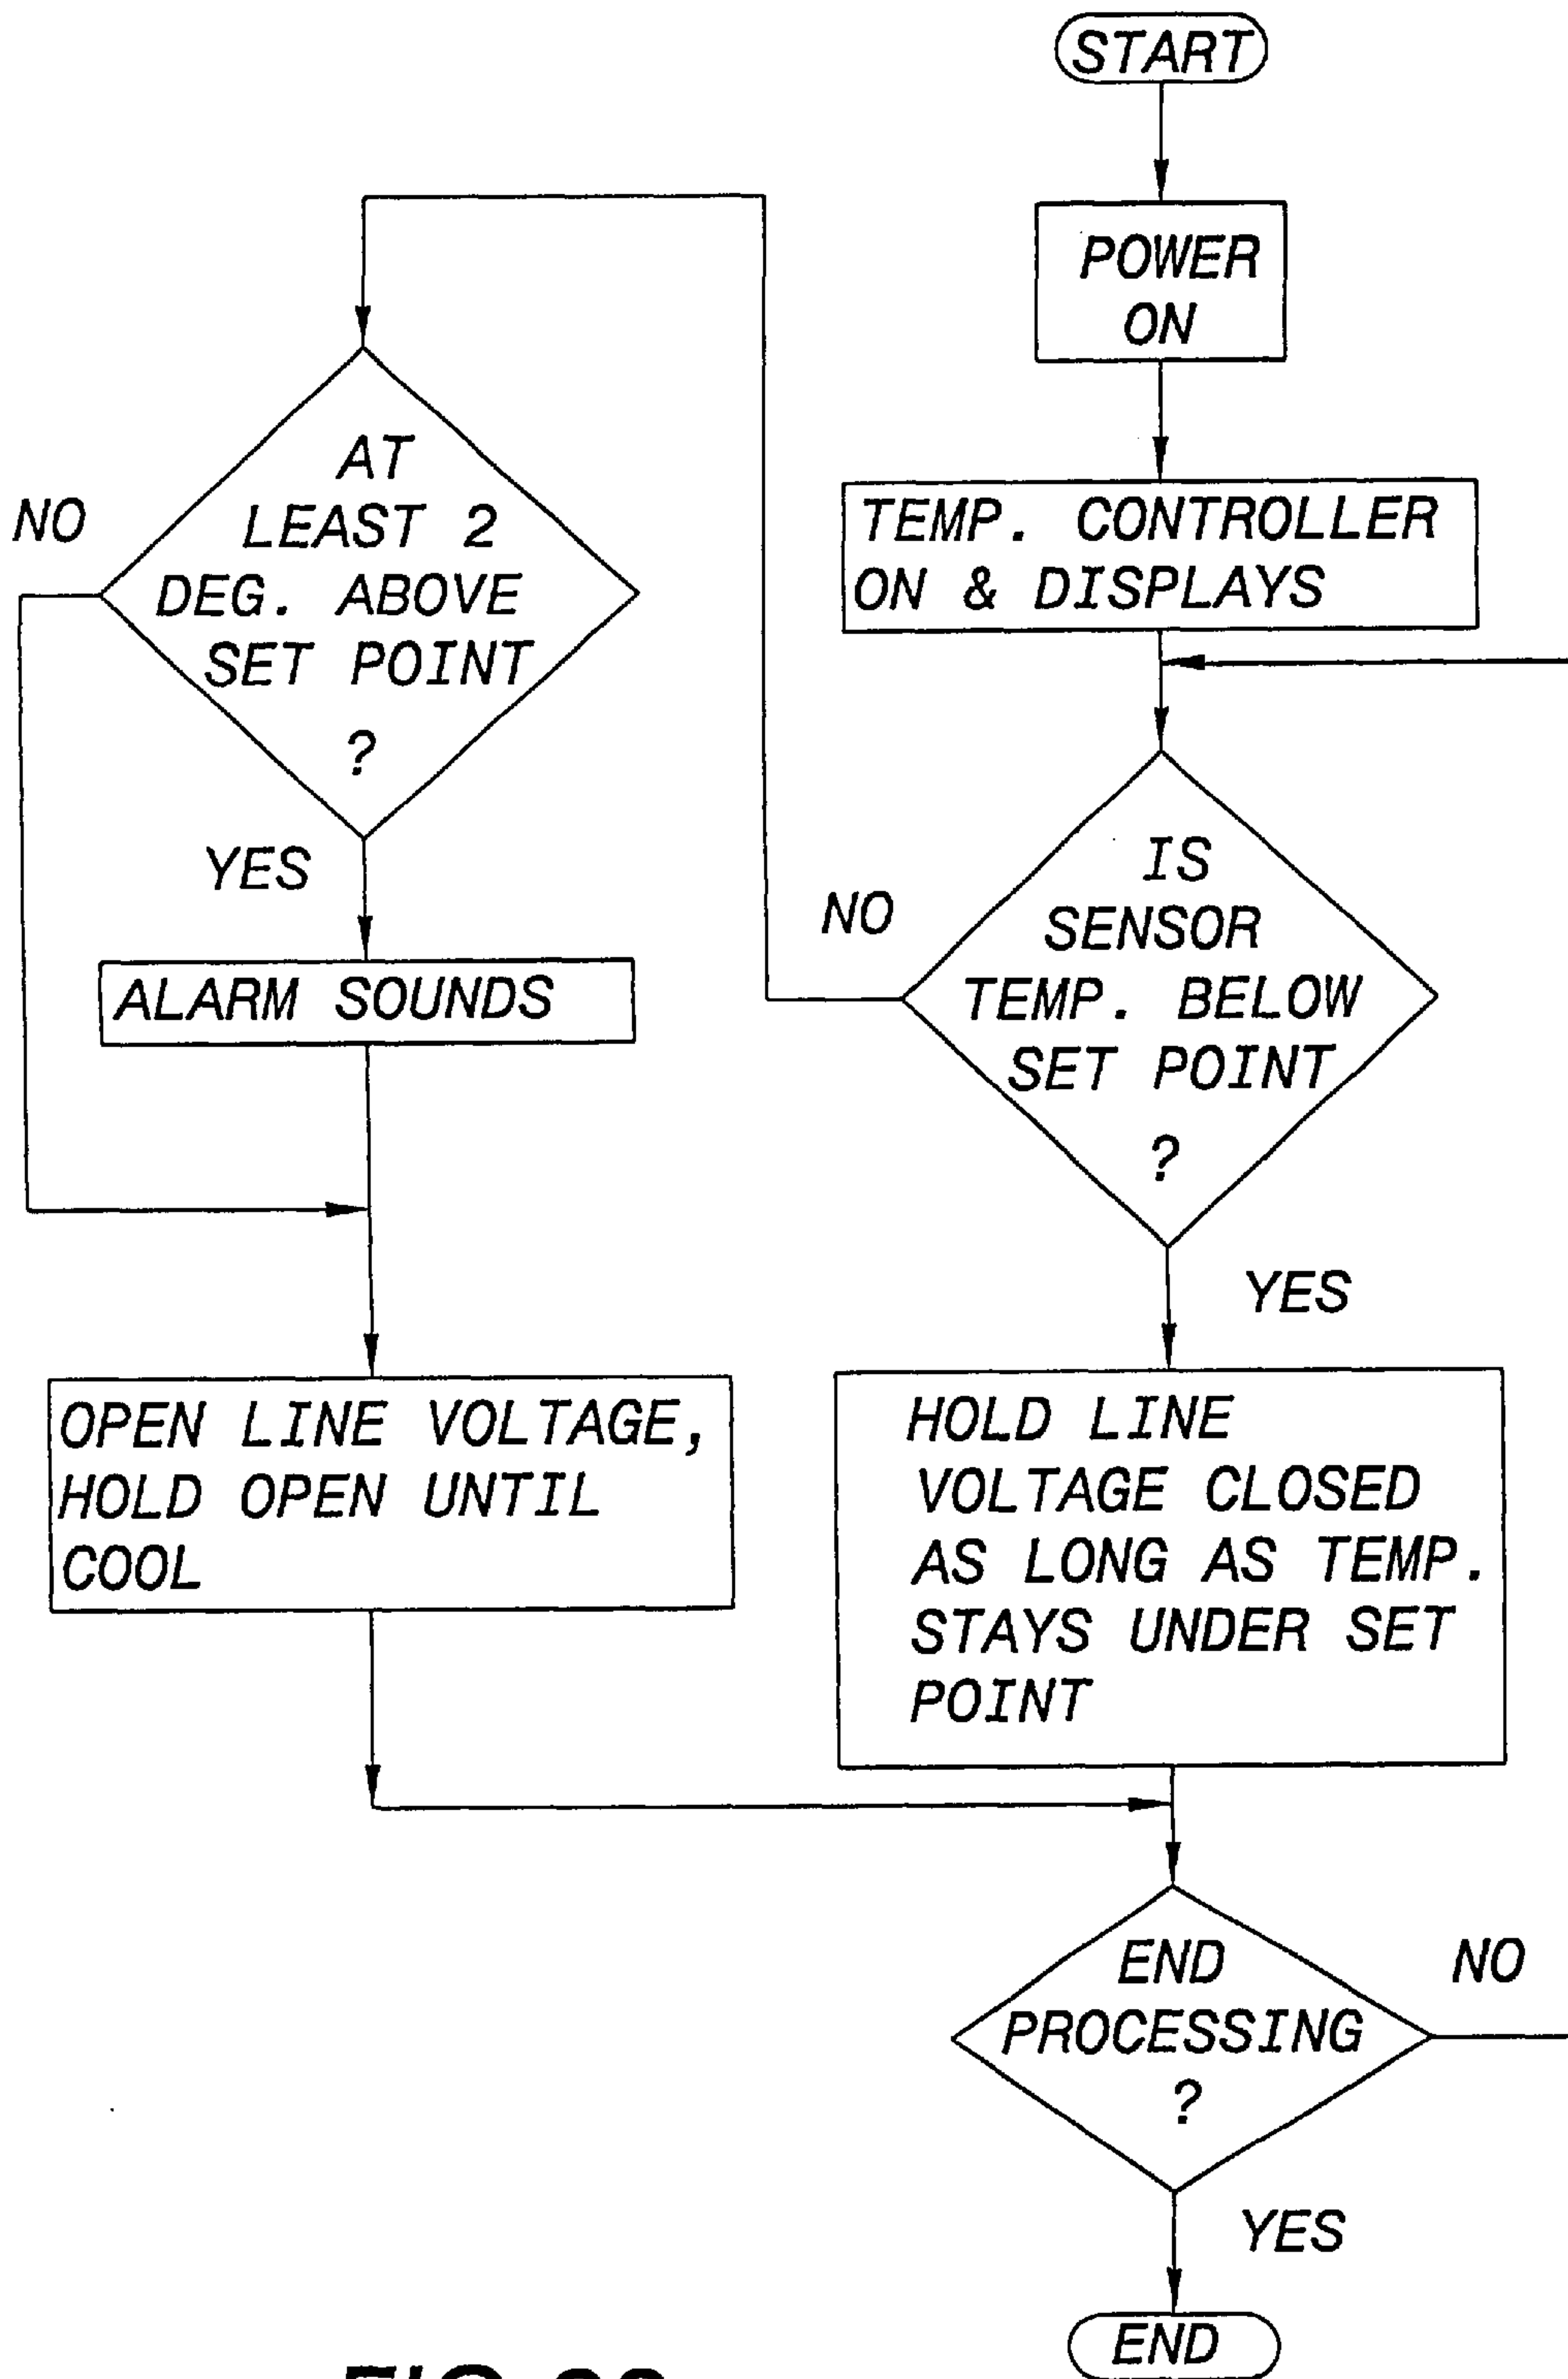 START
POWER
ON
TEMP. CONTROLLER
ON & DISPLAYS
IS
SENSOR
TEMP. BELOW
SET POINT
?
NO
YES
AT
LEAST 2
DEG. ABOVE
SET POINT
?
NO
YES
ALARM SOUNDS
OPEN LINE VOLTAGE,
HOLD OPEN UNTIL
COOL
HOLD LINE
VOLTAGE CLOSED
AS LONG AS TEMP.
STAYS UNDER SET
POINT
END
PROCESSING
?
NO
YES
END